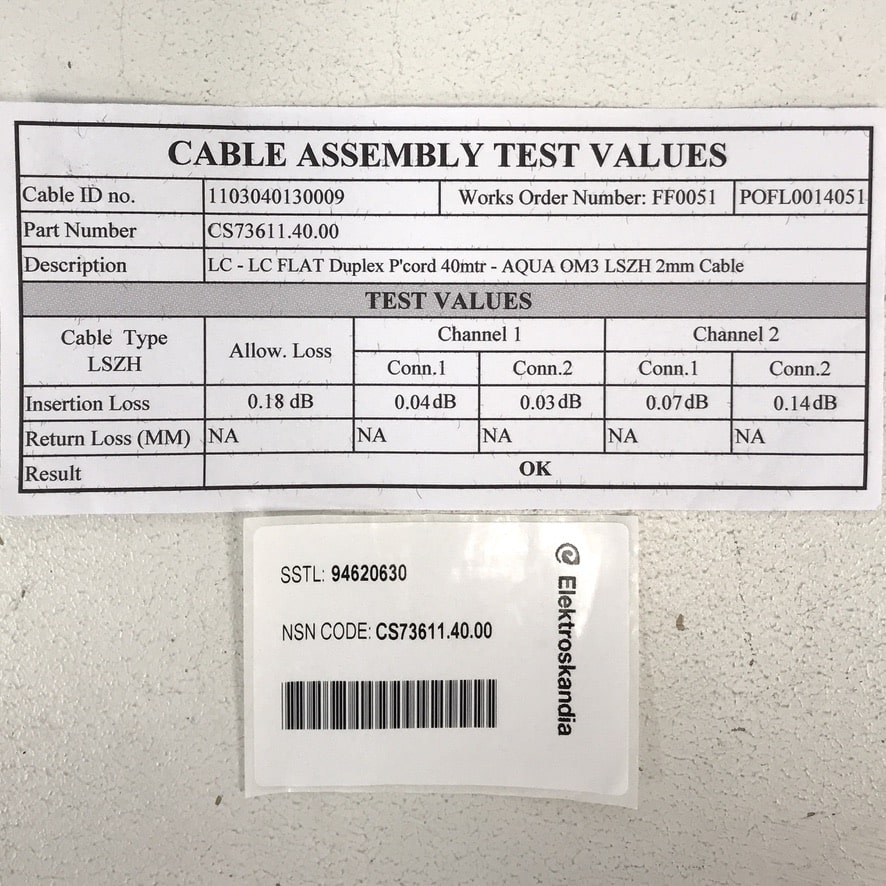 CABLE ASSEMBLY TEST VALUES
Cable ID no. 1103040130009 Works Order Number: FF0051 POFL0014051
Part Number CS73611.40.00
Description LC - LC FLAT Duplex P'cord 40mtr - AQUA OM3 LSZH 2mm Cable
TEST VALUES
Cable Type LSZH Allow. Loss Channel 1 Channel 2
Conn.1 Conn.2 Conn.1 Conn.2
Insertion Loss 0.18 dB 0.04 dB 0.03 dB 0.07 dB 0.14 dB
Return Loss (MM) NA NA NA NA NA
Result OK
SSTL: 94620630
NSN CODE: CS73611.40.00
Elektroskandia